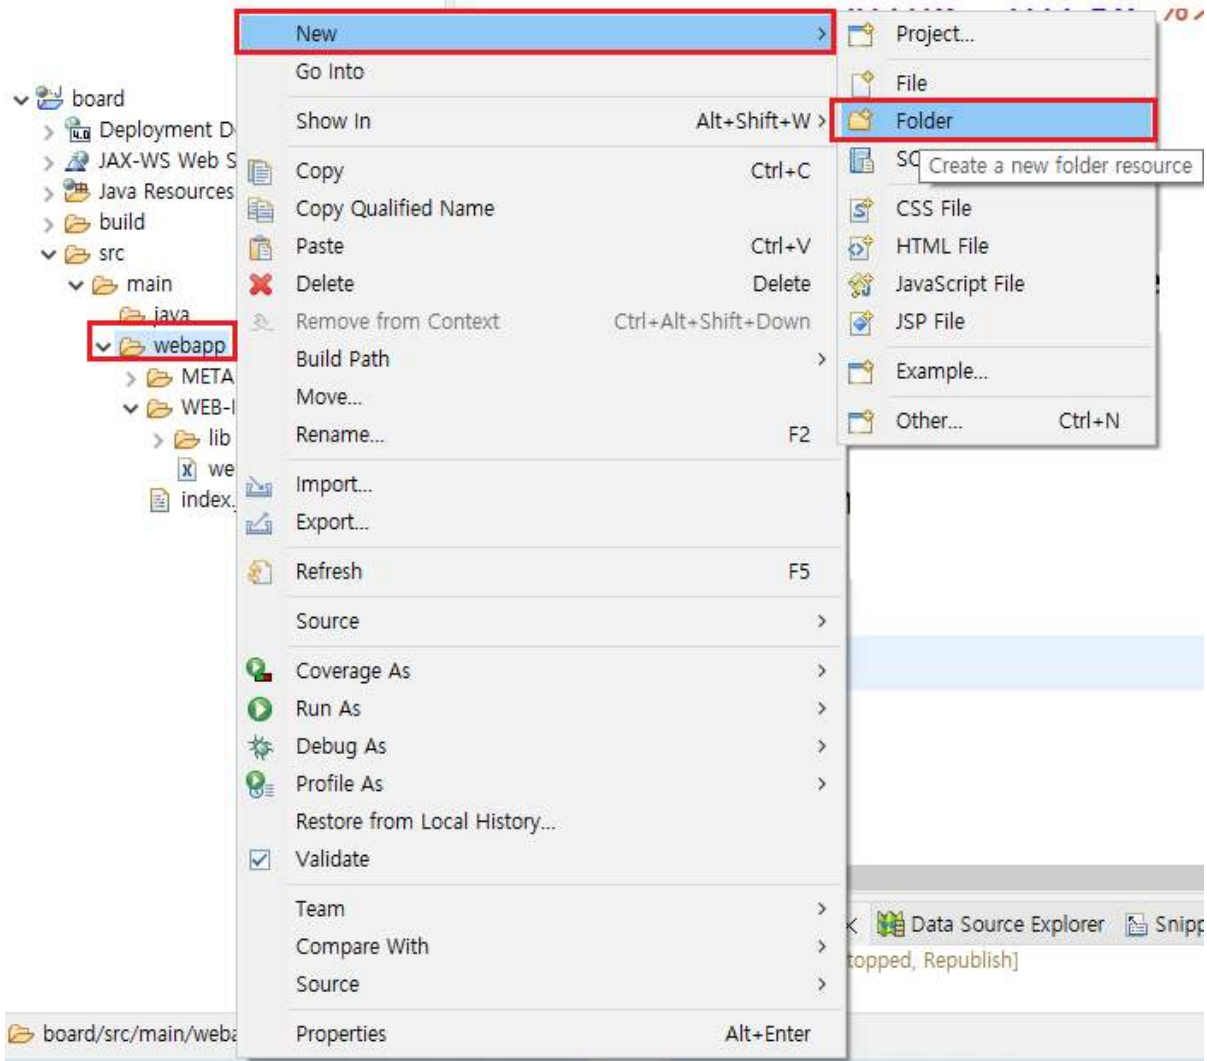 New
Go Into
Show In Alt+Shift+W
Copy Ctrl+C
Copy Qualified Name
Paste Ctrl+V
Delete Delete
Remove from Context Ctrl+Alt+Shift+Down
Build Path
Move...
Rename... F2
Import...
Export...
Refresh F5
Source
Coverage As
Run As
Debug As
Profile As
Restore from Local History...
Validate
Team
Compare With
Source
Properties Alt+Enter
Project...
File
Folder
Create a new folder resource
CSS File
HTML File
JavaScript File
JSP File
Example...
Other... Ctrl+N
board
Deployment D
JAX-WS Web S
Java Resources
build
src
main
java
webapp
META
WEB-I
lib
we
index.
Data Source Explorer Snipp
topped, Republish]
board/src/main/weba